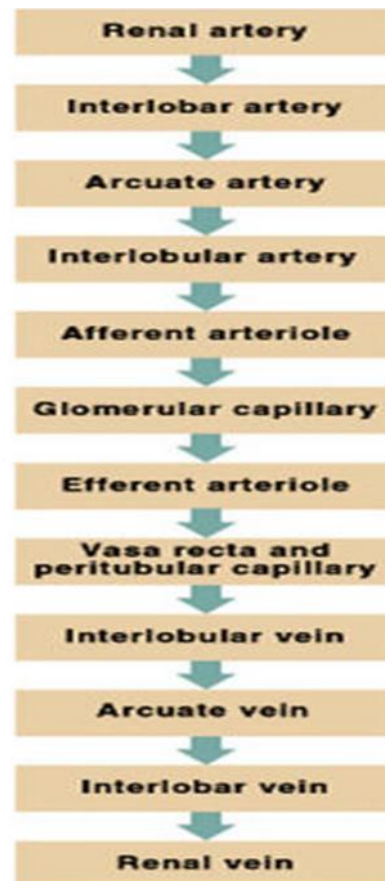 Renal artery
Interlobar artery
Arcuate artery
Interlobular artery
Afferent arteriole
Glomerular capillary
Efferent arteriole
Vasa recta and
peritubular capillary
Interlobular vein
Arcuate vein
Interlobar vein
Renal vein